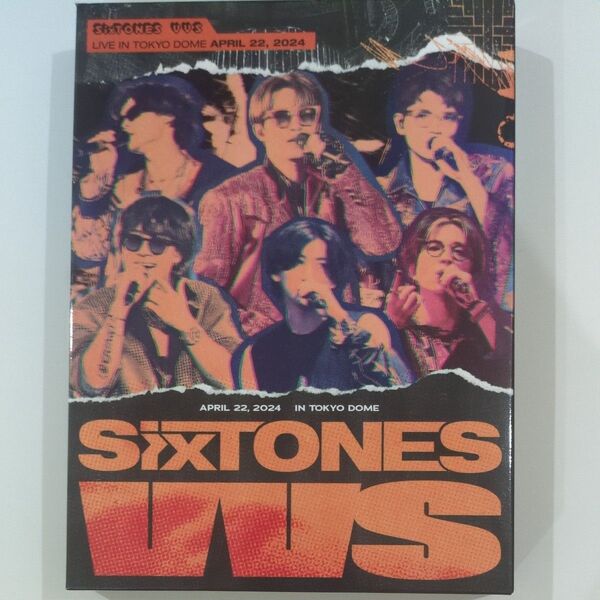 SixTONES VVS
LIVE IN TOKYO DOME APRIL 22, 2024
APRIL 22, 2024 IN TOKYO DOME
SixTONES
VVS